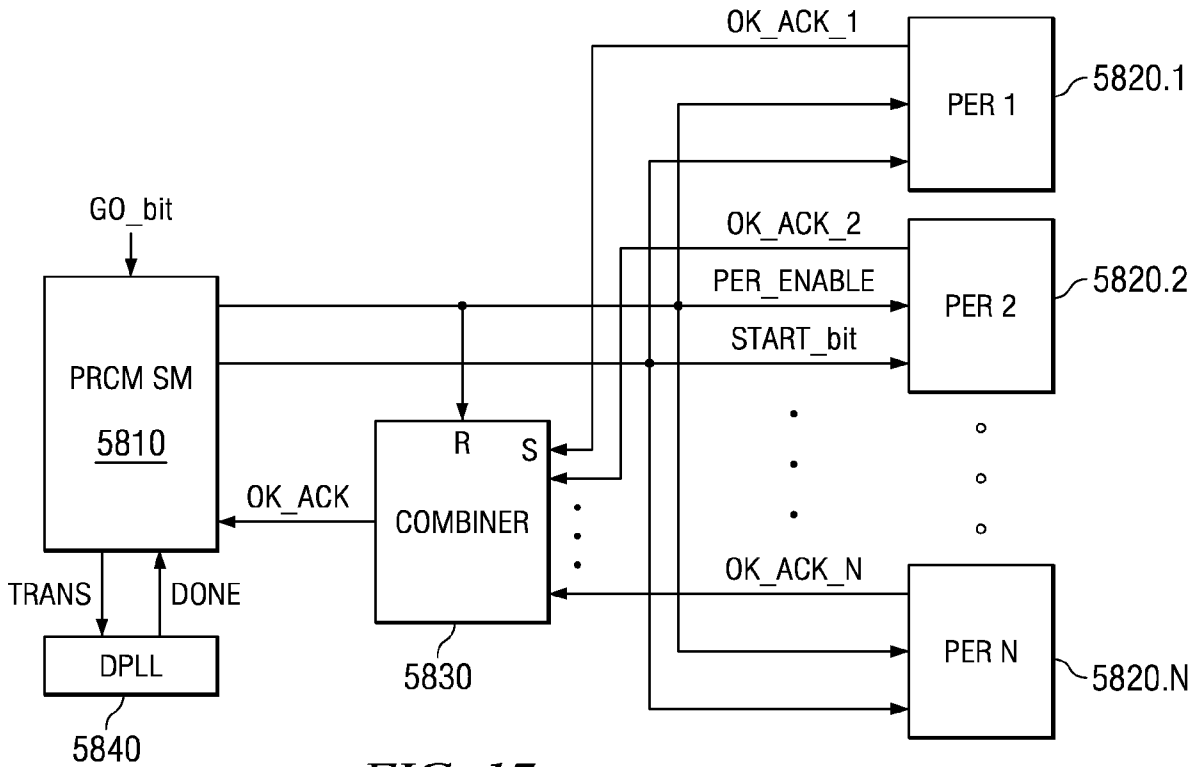 OK_ACK_1
PER 1
5820.1
GO_bit
OK_ACK_2
PER_ENABLE
START_bit
PER 2
5820.2
PRCM SM
5810
R
S
COMBINER
OK_ACK
5830
TRANS
DONE
DPLL
5840
OK_ACK_N
PER N
5820.N